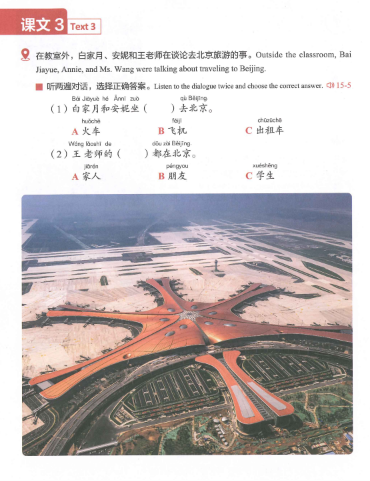 课文 3 Text 3
在教室外，白家月、安妮和王老师在谈论去北京旅游的事。Outside the classroom, Bai
Jiayue, Annie, and Ms. Wang were talking about traveling to Beijing.
听两遍对话，选择正确答案。Listen to the dialogue twice and choose the correct answer. 15-5
Bái Jiāyuè hé Ānnī zuò qù Běijīng.
（1）白家月和安妮坐（ ）去北京。
huǒchē fēijī chūzūchē
A 火车 B 飞机 C 出租车
Wáng lǎoshī de dōu zài Běijīng
（2）王老师的（ ）都在北京。
jiārén péngyou xuéshēng
A 家人 B 朋友 C 学生